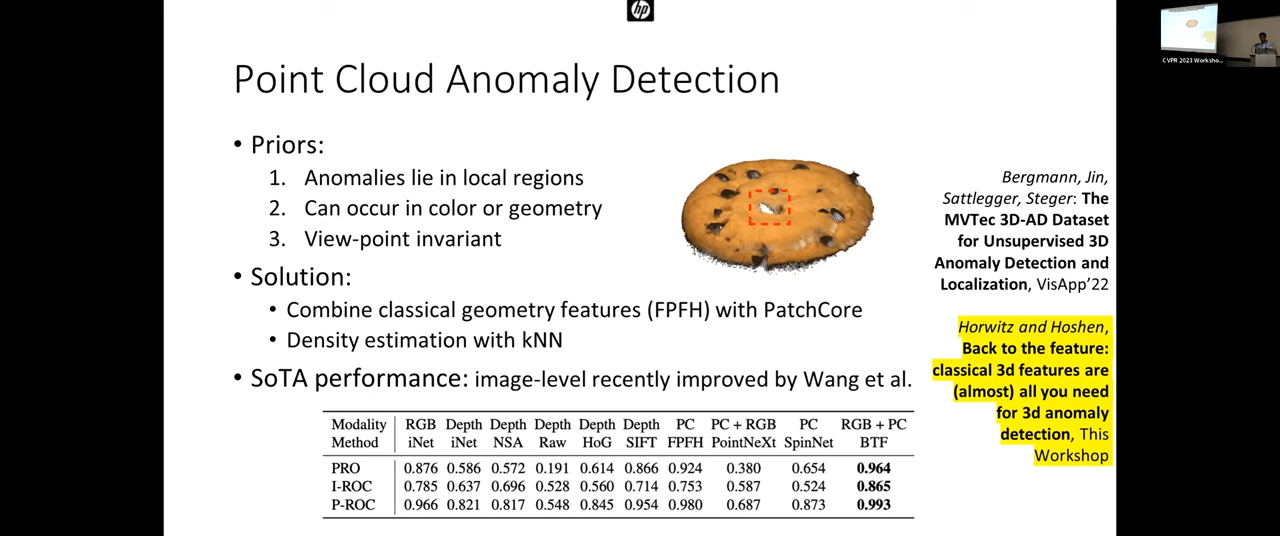 hp
Point Cloud Anomaly Detection
• Priors:
1. Anomalies lie in local regions
2. Can occur in color or geometry
3. View-point invariant
• Solution:
• Combine classical geometry features (FPFH) with PatchCore
• Density estimation with kNN
• SoTA performance: image-level recently improved by Wang et al.
Modality RGB Depth Depth Depth Depth Depth PC PC + RGB PC RGB + PC
Method iNet iNet NSA Raw HoG SIFT FPFH PointNeXt SpinNet BTF
PRO 0.876 0.586 0.572 0.191 0.614 0.866 0.924 0.380 0.654 0.964
I-ROC 0.785 0.637 0.696 0.528 0.560 0.714 0.753 0.587 0.524 0.865
P-ROC 0.966 0.821 0.817 0.548 0.845 0.954 0.980 0.687 0.873 0.993
Bergmann, Jin,
Sattlegger, Steger: The
MVTec 3D-AD Dataset
for Unsupervised 3D
Anomaly Detection and
Localization, VisApp'22
Horwitz and Hoshen,
Back to the feature:
classical 3d features are
(almost) all you need
for 3d anomaly
detection, This
Workshop
CVPR 2023 Worksho...